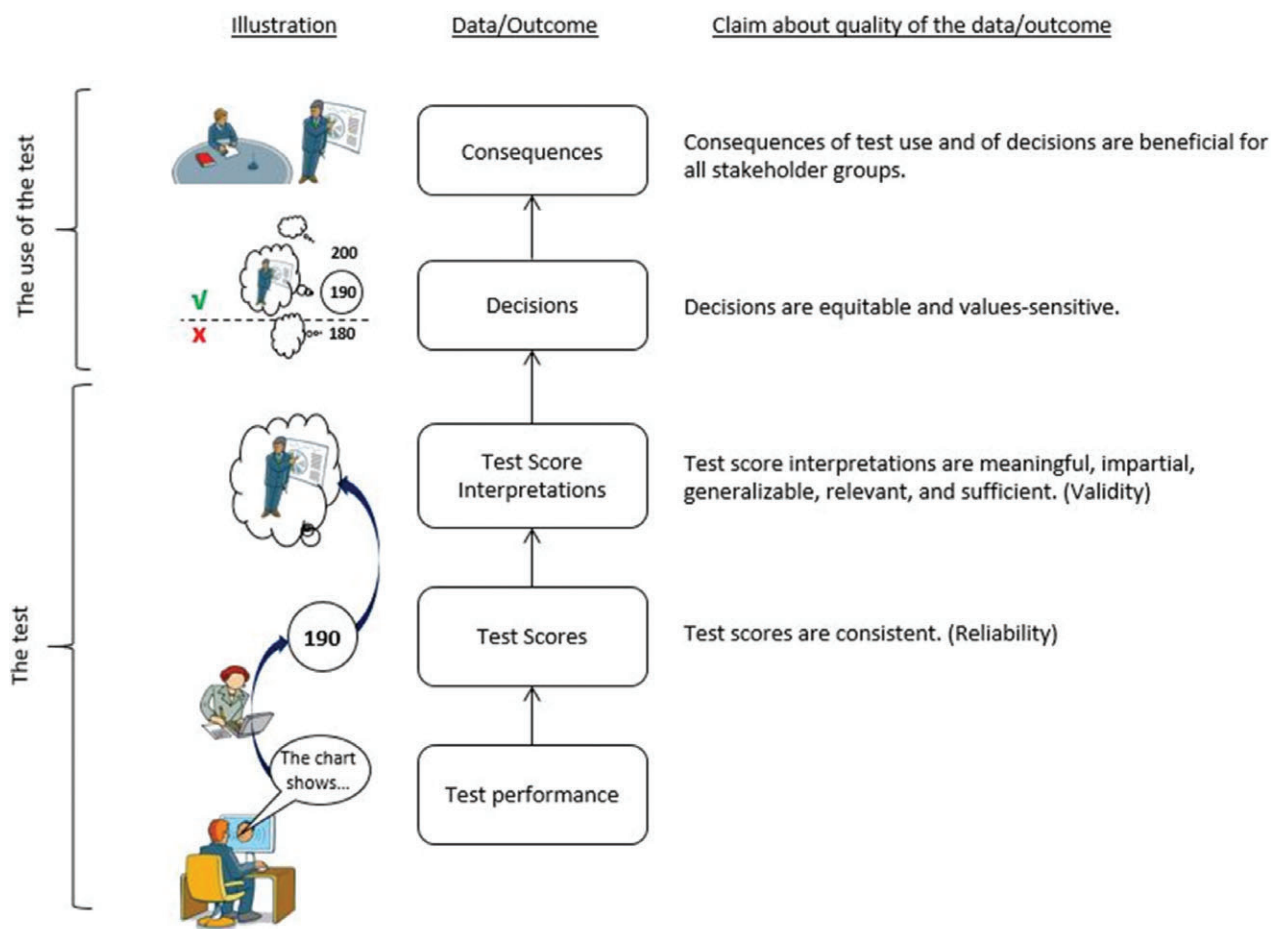 Illustration
Data/Outcome
Claim about quality of the data/outcome
The use of the test
Consequences
Consequences of test use and of decisions are beneficial for
all stakeholder groups.
200
190
180
√
X
Decisions
Decisions are equitable and values-sensitive.
The test
Test Score
Interpretations
Test score interpretations are meaningful, impartial,
generalizable, relevant, and sufficient. (Validity)
190
Test Scores
Test scores are consistent. (Reliability)
The chart
shows...
Test performance